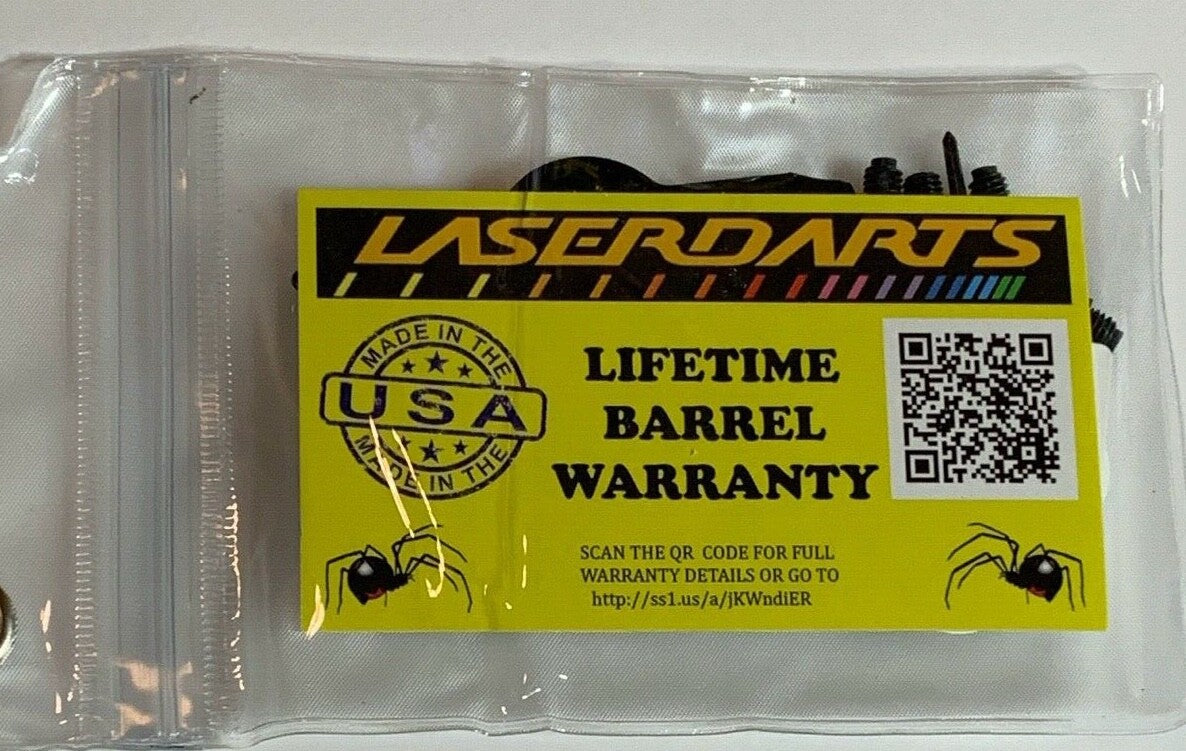 LASERDARTS
MADE IN THE
USA
MADE IN THE
LIFETIME
BARREL
WARRANTY
SCAN THE QR CODE FOR FULL
WARRANTY DETAILS OR GO TO
http://ss1.us/a/jKWndiER